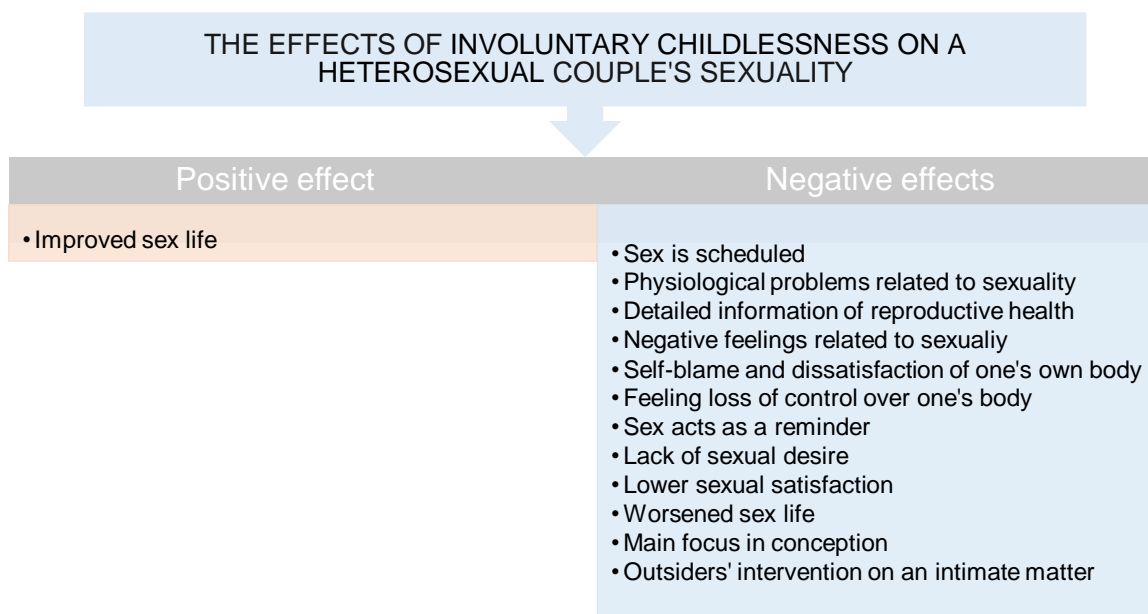 THE EFFECTS OF INVOLUNTARY CHILDLESSNESS ON A
HETEROSEXUAL COUPLE'S SEXUALITY
Positive effect
• Improved sex life
Negative effects
• Sex is scheduled
• Physiological problems related to sexuality
• Detailed information of reproductive health
• Negative feelings related to sexualiy
• Self-blame and dissatisfaction of one's own body
• Feeling loss of control over one's body
• Sex acts as a reminder
• Lack of sexual desire
• Lower sexual satisfaction
• Worsened sex life
• Main focus in conception
• Outsiders' intervention on an intimate matter